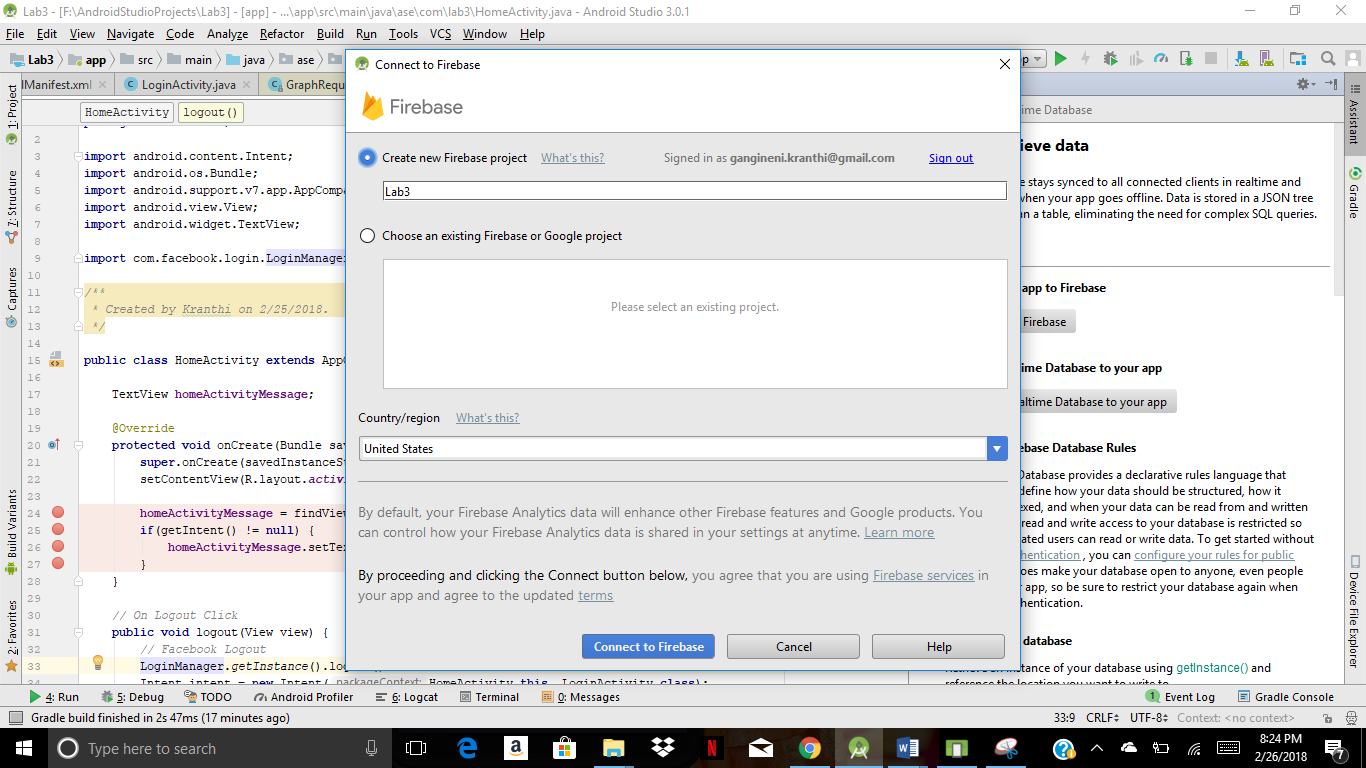 Lab3 - [F:\AndroidStudioProjects\Lab3] - [app] - ...\app\src\main\java\ase\com\lab3\HomeActivity.java - Android Studio 3.0.1
File Edit View Navigate Code Analyze Refactor Build Run Tools VCS Window Help
Lab3 app src main java ase
Manifest.xml LoginActivity.java GraphRequ
HomeActivity logout()
1: Project
7: Structure
Captures
Build Variants
2: Favorites
2
3 import android.content.Intent;
4 import android.os.Bundle;
5 import android.support.v7.app.AppCompa
6 import android.view.View;
7 import android.widget.TextView;
8
9 import com.facebook.login.LoginManager
10
11 /**
12 * Created by Kranthi on 2/25/2018.
13 */
14
15 public class HomeActivity extends AppC
16
17 TextView homeActivityMessage;
18
19 @Override
20 protected void onCreate(Bundle sav
21 super.onCreate(savedInstanceSt
22 setContentView(R.layout.activi
23
24 homeActivityMessage = findView
25 if(getIntent() != null) {
26 homeActivityMessage.setTex
27 }
28 }
29
30 // On Logout Click
31 public void logout(View view) {
32 // Facebook Logout
33 LoginManager.getInstance().lo
34 Intent intent = new Intent( packageContext: HomeActivity.this, LoginActivity.class);
Connect to Firebase
Firebase
Create new Firebase project What's this? Signed in as gangineni.kranthi@gmail.com Sign out
Lab3
Choose an existing Firebase or Google project
Please select an existing project.
Country/region What's this?
United States
By default, your Firebase Analytics data will enhance other Firebase features and Google products. You
can control how your Firebase Analytics data is shared in your settings at anytime. Learn more
By proceeding and clicking the Connect button below, you agree that you are using Firebase services in
your app and agree to the updated terms
Connect to Firebase Cancel Help
ime Database
ieve data
e stays synced to all connected clients in realtime and
when your app goes offline. Data is stored in a JSON tree
n a table, eliminating the need for complex SQL queries.
app to Firebase
Firebase
ime Database to your app
altime Database to your app
ebase Database Rules
Database provides a declarative rules language that
define how your data should be structured, how it
exed, and when your data can be read from and written
read and write access to your database is restricted so
ated users can read or write data. To get started without
hentication , you can configure your rules for public
oes make your database open to anyone, even people
r app, so be sure to restrict your database again when
hentication.
database
instance of your database using getInstance() and
reference the location you want to write to
Assistant
Gradle
Device File Explorer
4: Run 5: Debug TODO Android Profiler 6: Logcat Terminal 0: Messages 1 Event Log Gradle Console
Gradle build finished in 2s 47ms (17 minutes ago) 33:9 CRLF UTF-8 Context: <no context>
Type here to search
8:24 PM
2/26/2018
7